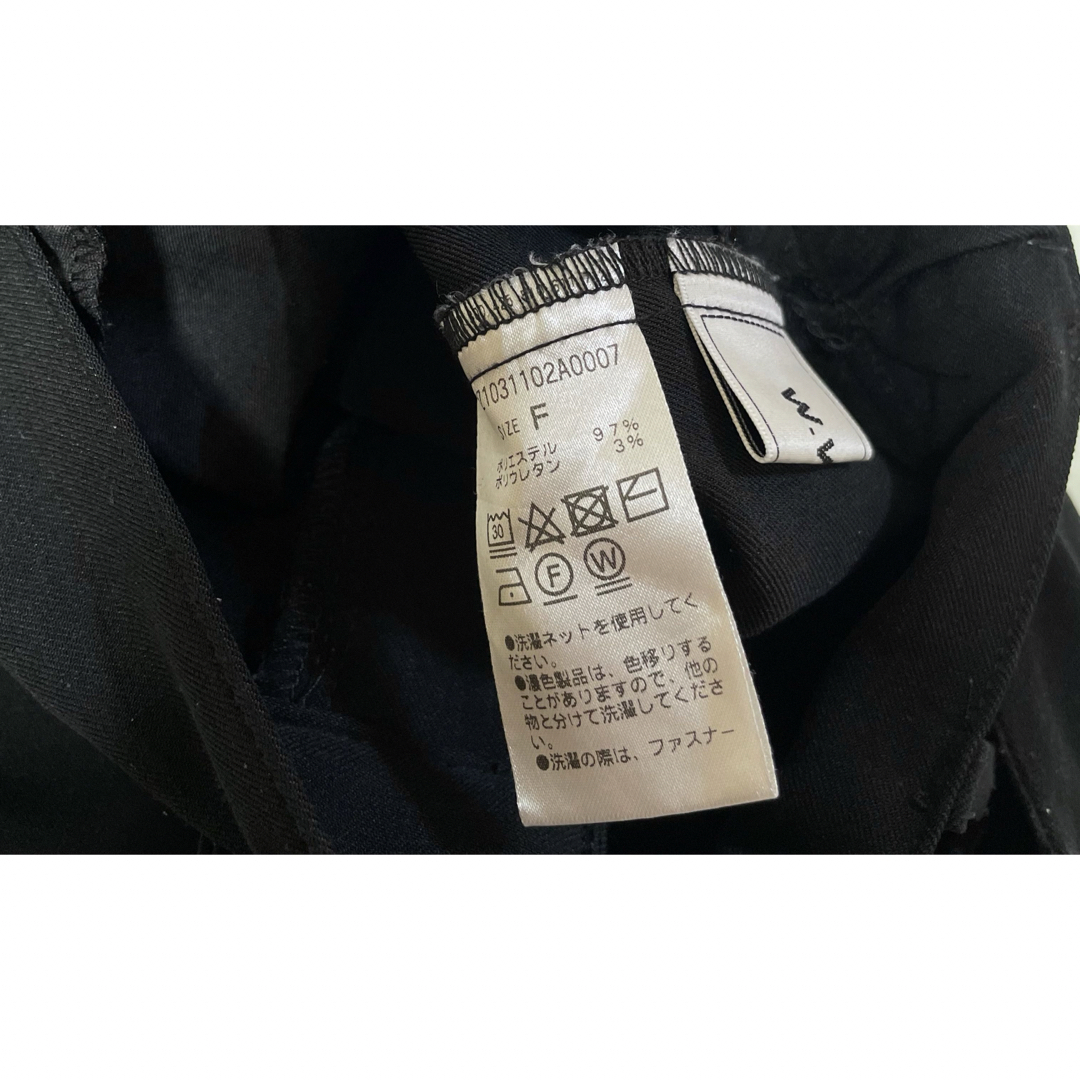 1031102A0007
SIZE F
ポリエステル 97%
ポリウレタン 3%
30
F W
●洗濯ネットを使用してく
ださい。
●濃色製品は、色移りする
ことがありますので、他の
物と分けて洗濯してくださ
い。
●洗濯の際は、ファスナー